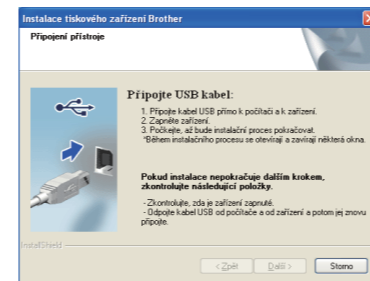 Instalace tiskového zařízení Brother
Připojení přístroje
Připojte USB kabel:
1. Připojte kabel USB přímo k počítači a k zařízení.
2. Zapněte zařízení.
3. Počkejte, až bude instalační proces pokračovat.
*Během instalačního procesu se otevírají a zavírají některá okna.
Pokud instalace nepokračuje dalším krokem,
zkontrolujte následující položky.
- Zkontrolujte, zda je zařízení zapnuté.
- Odpojte kabel USB od počítače a od zařízení a potom jej znovu
připojte.
InstallShield
< Zpět
Další >
Storno